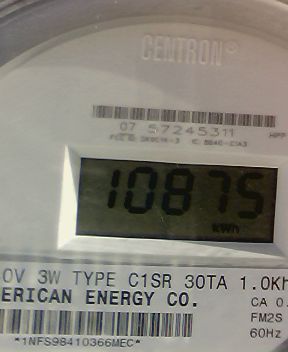 CENTRON®
07 57245311
10875
kWh
0V 3W TYPE C1SR 30TA 1.0Kh
ERICAN ENERGY CO.
CA 0.
FM2S
60Hz
*1NFS98410366MEC*